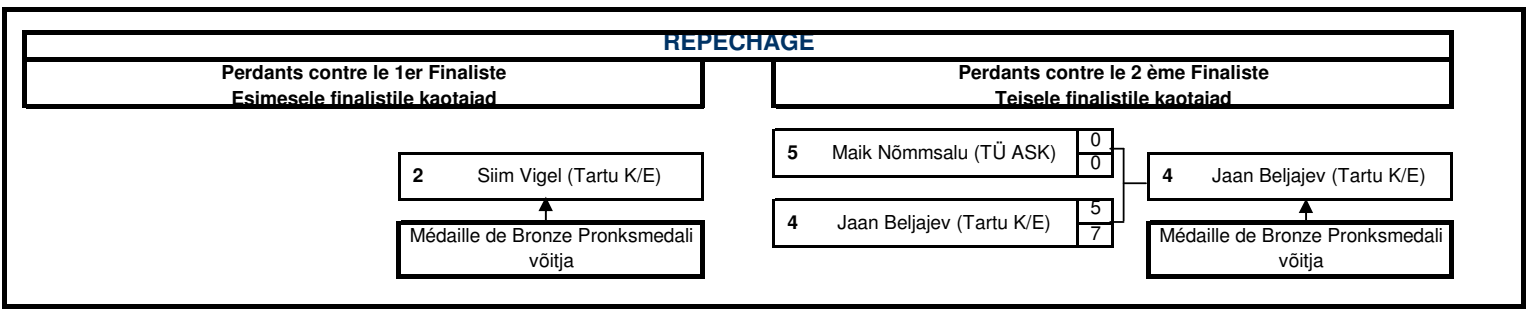 REPECHAGE
Perdants contre le 1er Finaliste
Esimesele finalistile kaotajad
Perdants contre le 2 ème Finaliste
Teisele finalistile kaotajad
2 Siim Vigel (Tartu K/E)
Médaille de Bronze Pronksmedali
võitja
5 Maik Nõmmsalu (TÜ ASK) 0
0
4 Jaan Beljajev (Tartu K/E) 5
7
4 Jaan Beljajev (Tartu K/E)
Médaille de Bronze Pronksmedali
võitja